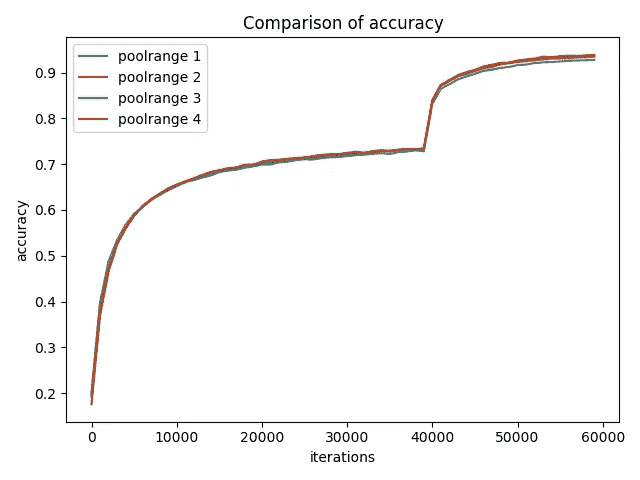 Comparison of accuracy
poolrange 1
poolrange 2
poolrange 3
poolrange 4
accuracy
0.9
0.8
0.7
0.6
0.5
0.4
0.3
0.2
0 10000 20000 30000 40000 50000 60000
iterations